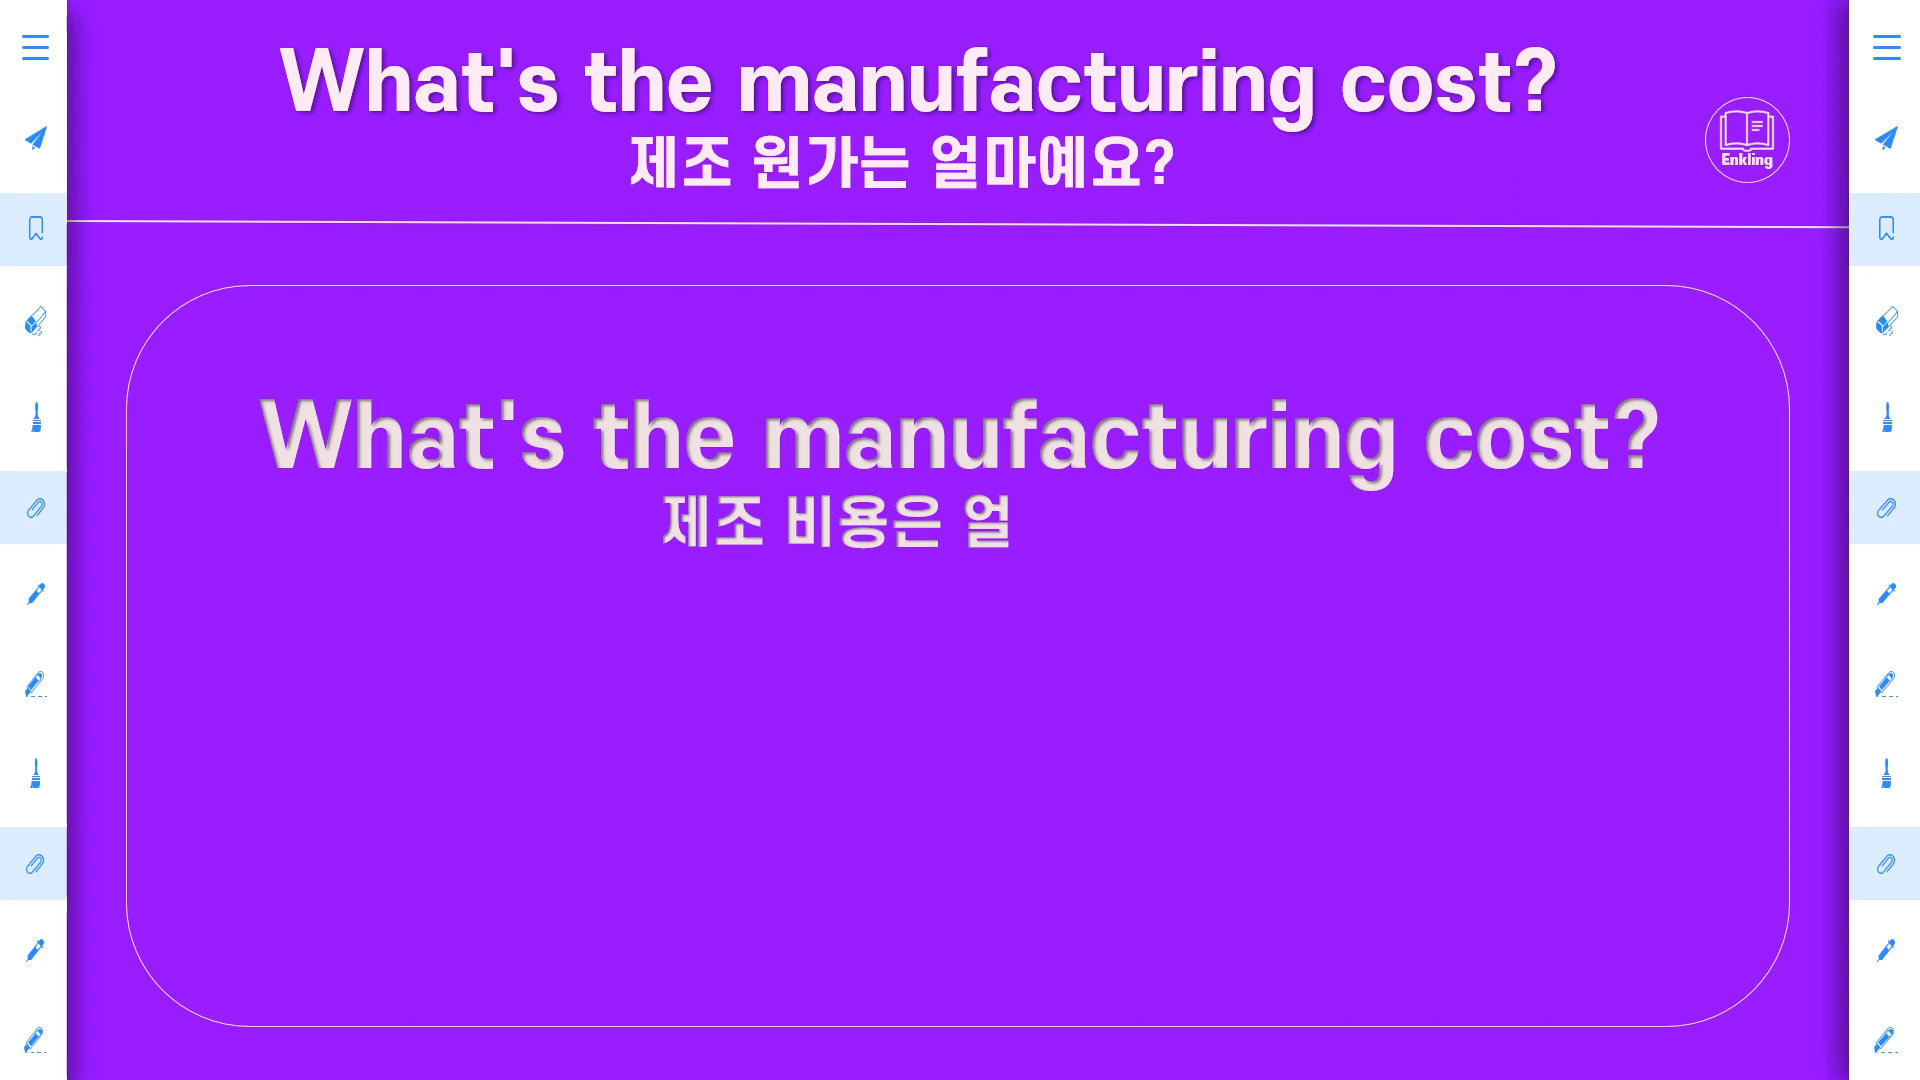 What's the manufacturing cost?
제조 원가는 얼마예요?
Enkling
What's the manufacturing cost?
제조 비용은 얼